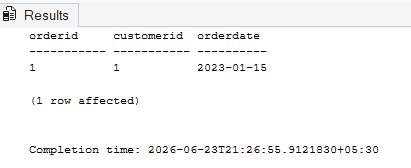 Results
orderid customerid orderdate
----------- ----------- ----------
1 1 2023-01-15
(1 row affected)
Completion time: 2026-06-23T21:26:55.9121830+05:30